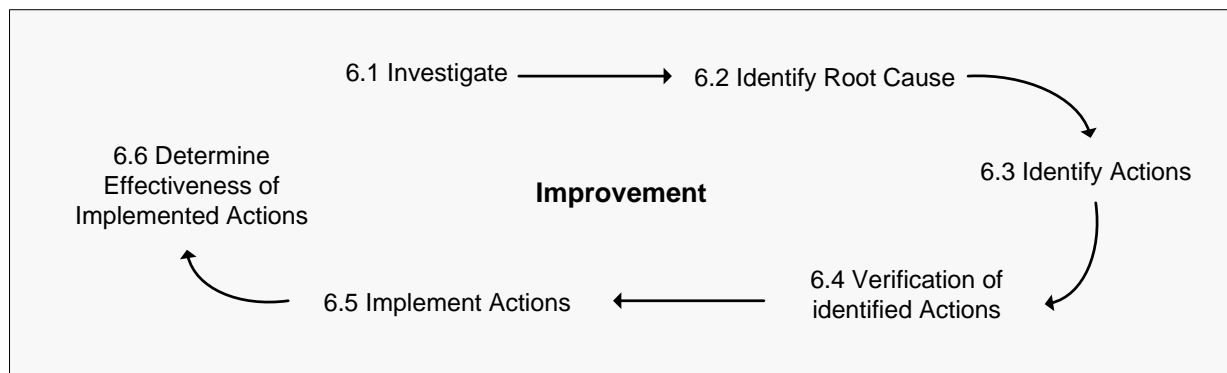 6.1 Investigate
6.2 Identify Root Cause
6.3 Identify Actions
6.4 Verification of
identified Actions
6.5 Implement Actions
6.6 Determine
Effectiveness of
Implemented Actions
Improvement